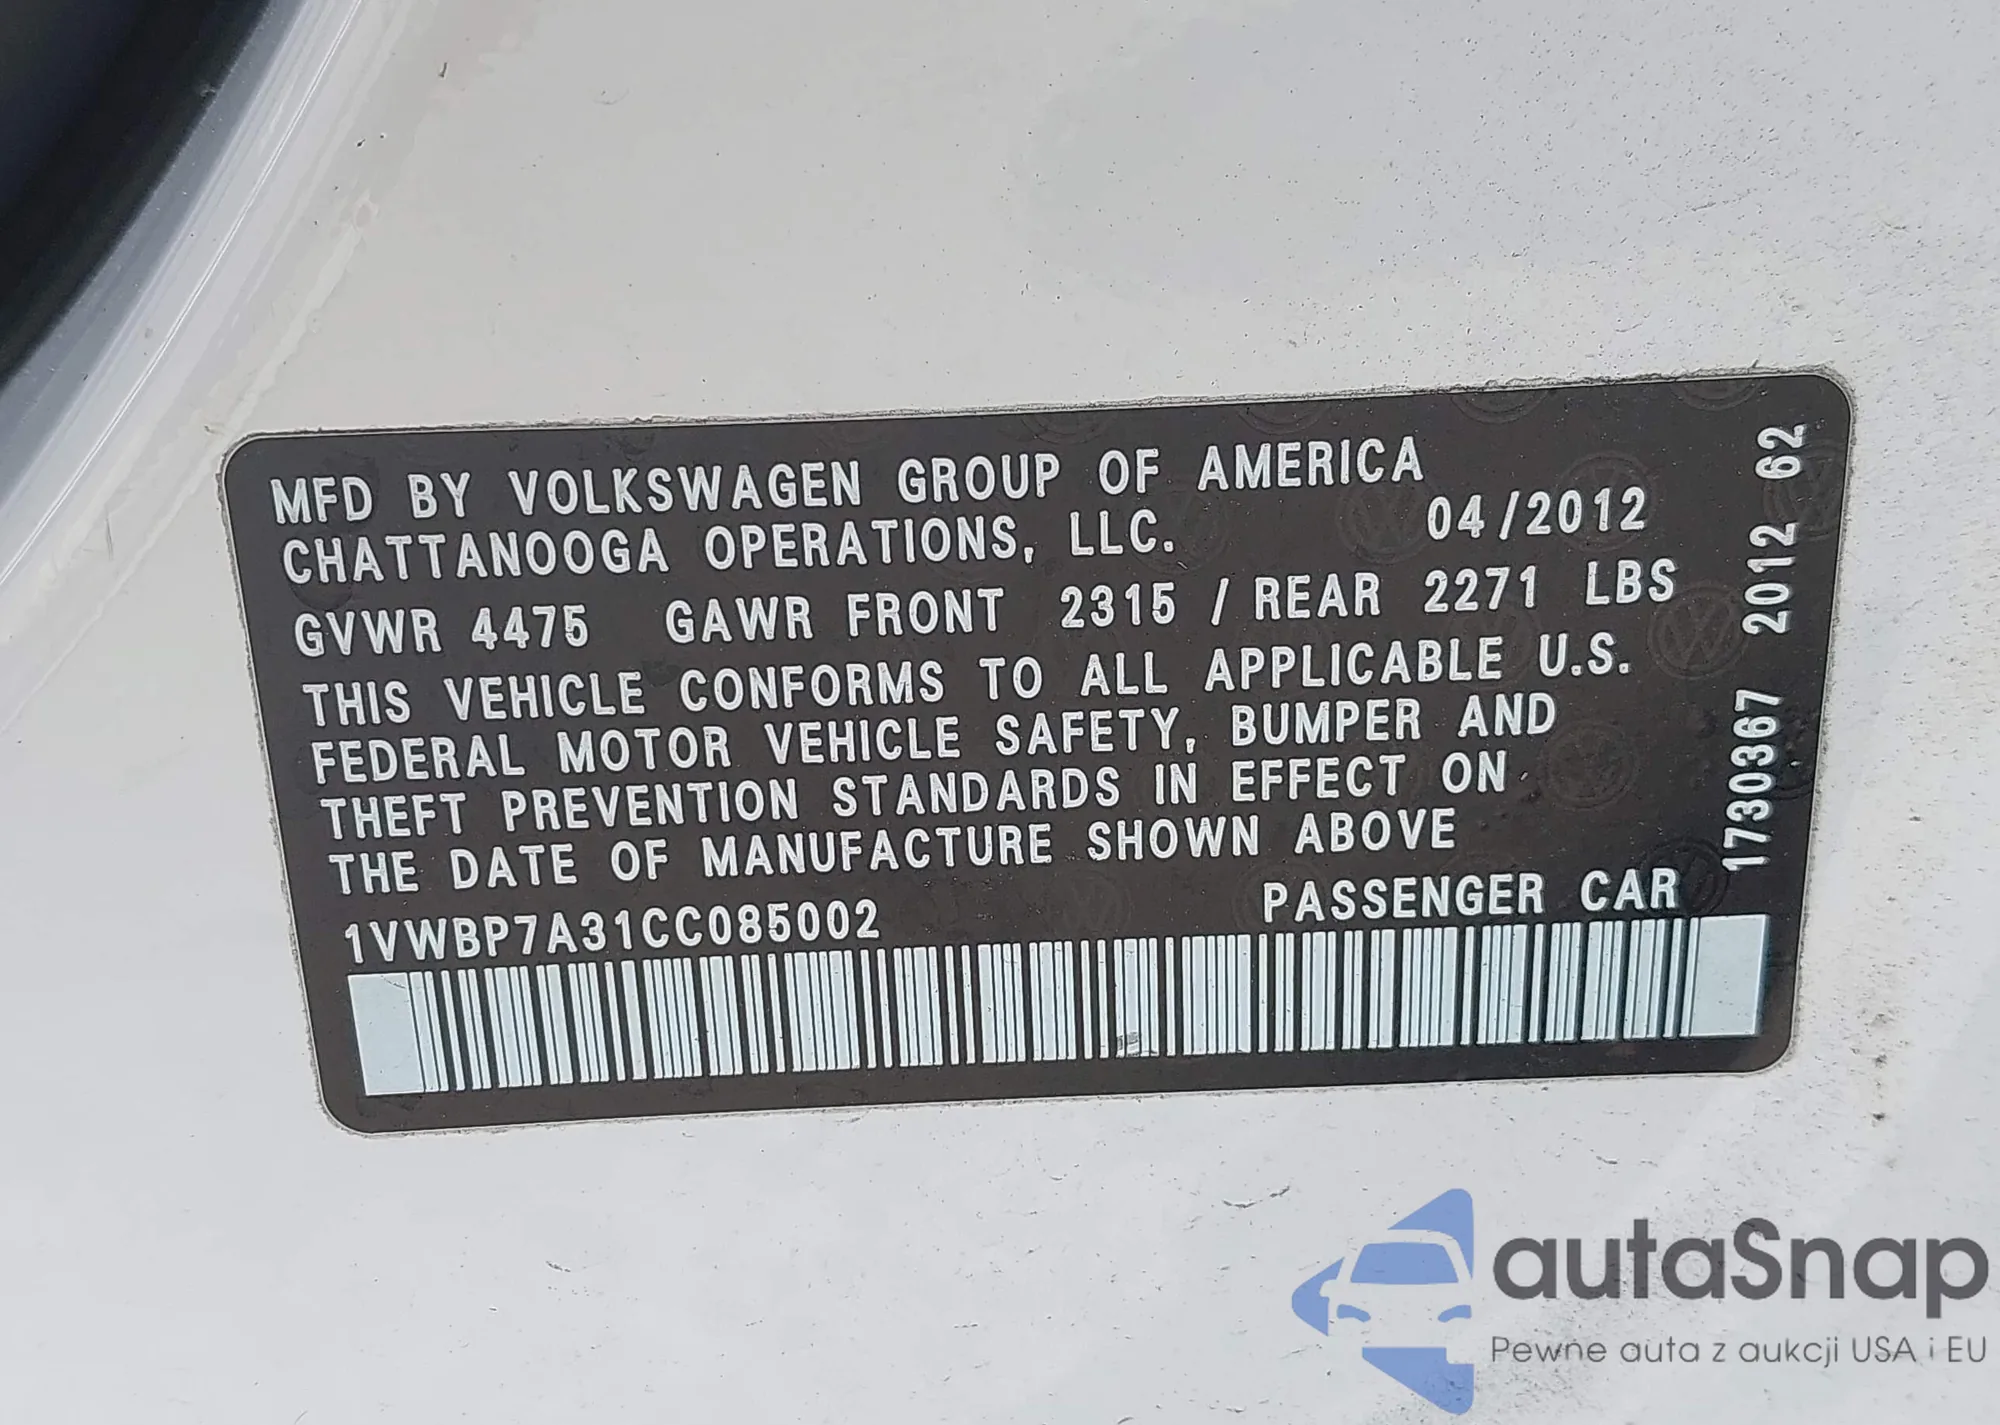 MFD BY VOLKSWAGEN GROUP OF AMERICA
CHATTANOOGA OPERATIONS, LLC. 04/2012
GVWR 4475 GAWR FRONT 2315 / REAR 2271 LBS
THIS VEHICLE CONFORMS TO ALL APPLICABLE U.S.
FEDERAL MOTOR VEHICLE SAFETY, BUMPER AND
THEFT PREVENTION STANDARDS IN EFFECT ON
THE DATE OF MANUFACTURE SHOWN ABOVE
1VWBP7A31CC085002 PASSENGER CAR
1730367 2012 62
autaSnap
Pewne auta z aukcji USA i EU